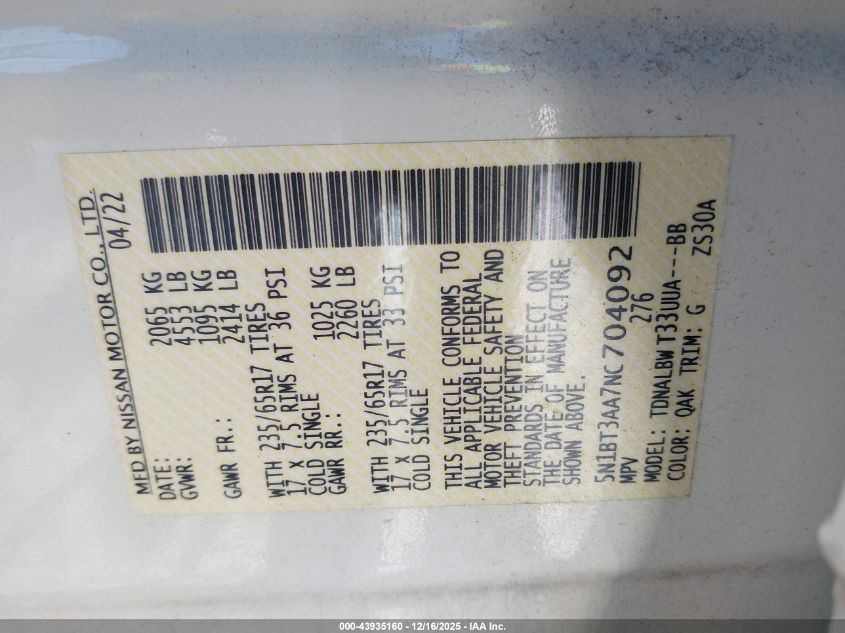 MFD BY NISSAN MOTOR CO., LTD.
DATE: 04/22
GVWR: 2065 KG
4553 LB
GAWR FR.: 1095 KG
2414 LB
WITH 235/65R17 TIRES
17 X 7.5 RIMS AT 36 PSI
COLD SINGLE
GAWR RR.: 1025 KG
2260 LB
WITH 235/65R17 TIRES
17 X 7.5 RIMS AT 33 PSI
COLD SINGLE
THIS VEHICLE CONFORMS TO
ALL APPLICABLE FEDERAL
MOTOR VEHICLE SAFETY AND
THEFT PREVENTION
STANDARDS IN EFFECT ON
THE DATE OF MANUFACTURE
SHOWN ABOVE.
5N1BT3AA7NC704092
MPV 276
MODEL: TDNALBW T33UUA---BB
COLOR: QAK TRIM: G ZS30A
000-43935160 - 12/16/2025 - IAA Inc.